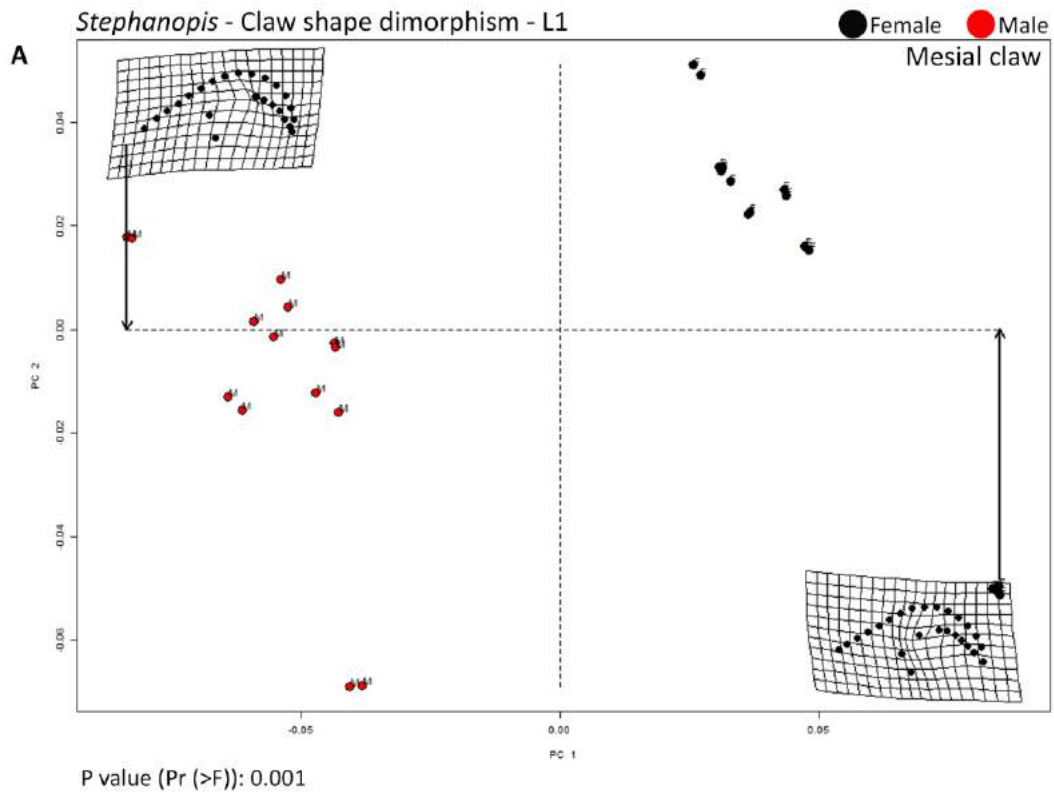 Stephanopis - Claw shape dimorphism - L1
Female Male
A
Mesial claw
0.04
0.02
0.00
-0.02
-0.04
-0.06
PC 2
M
M
M
M
M
M
M
M
M
M
M
M M
-0.05 0.00 0.05
PC 1
P value (Pr (>F)): 0.001